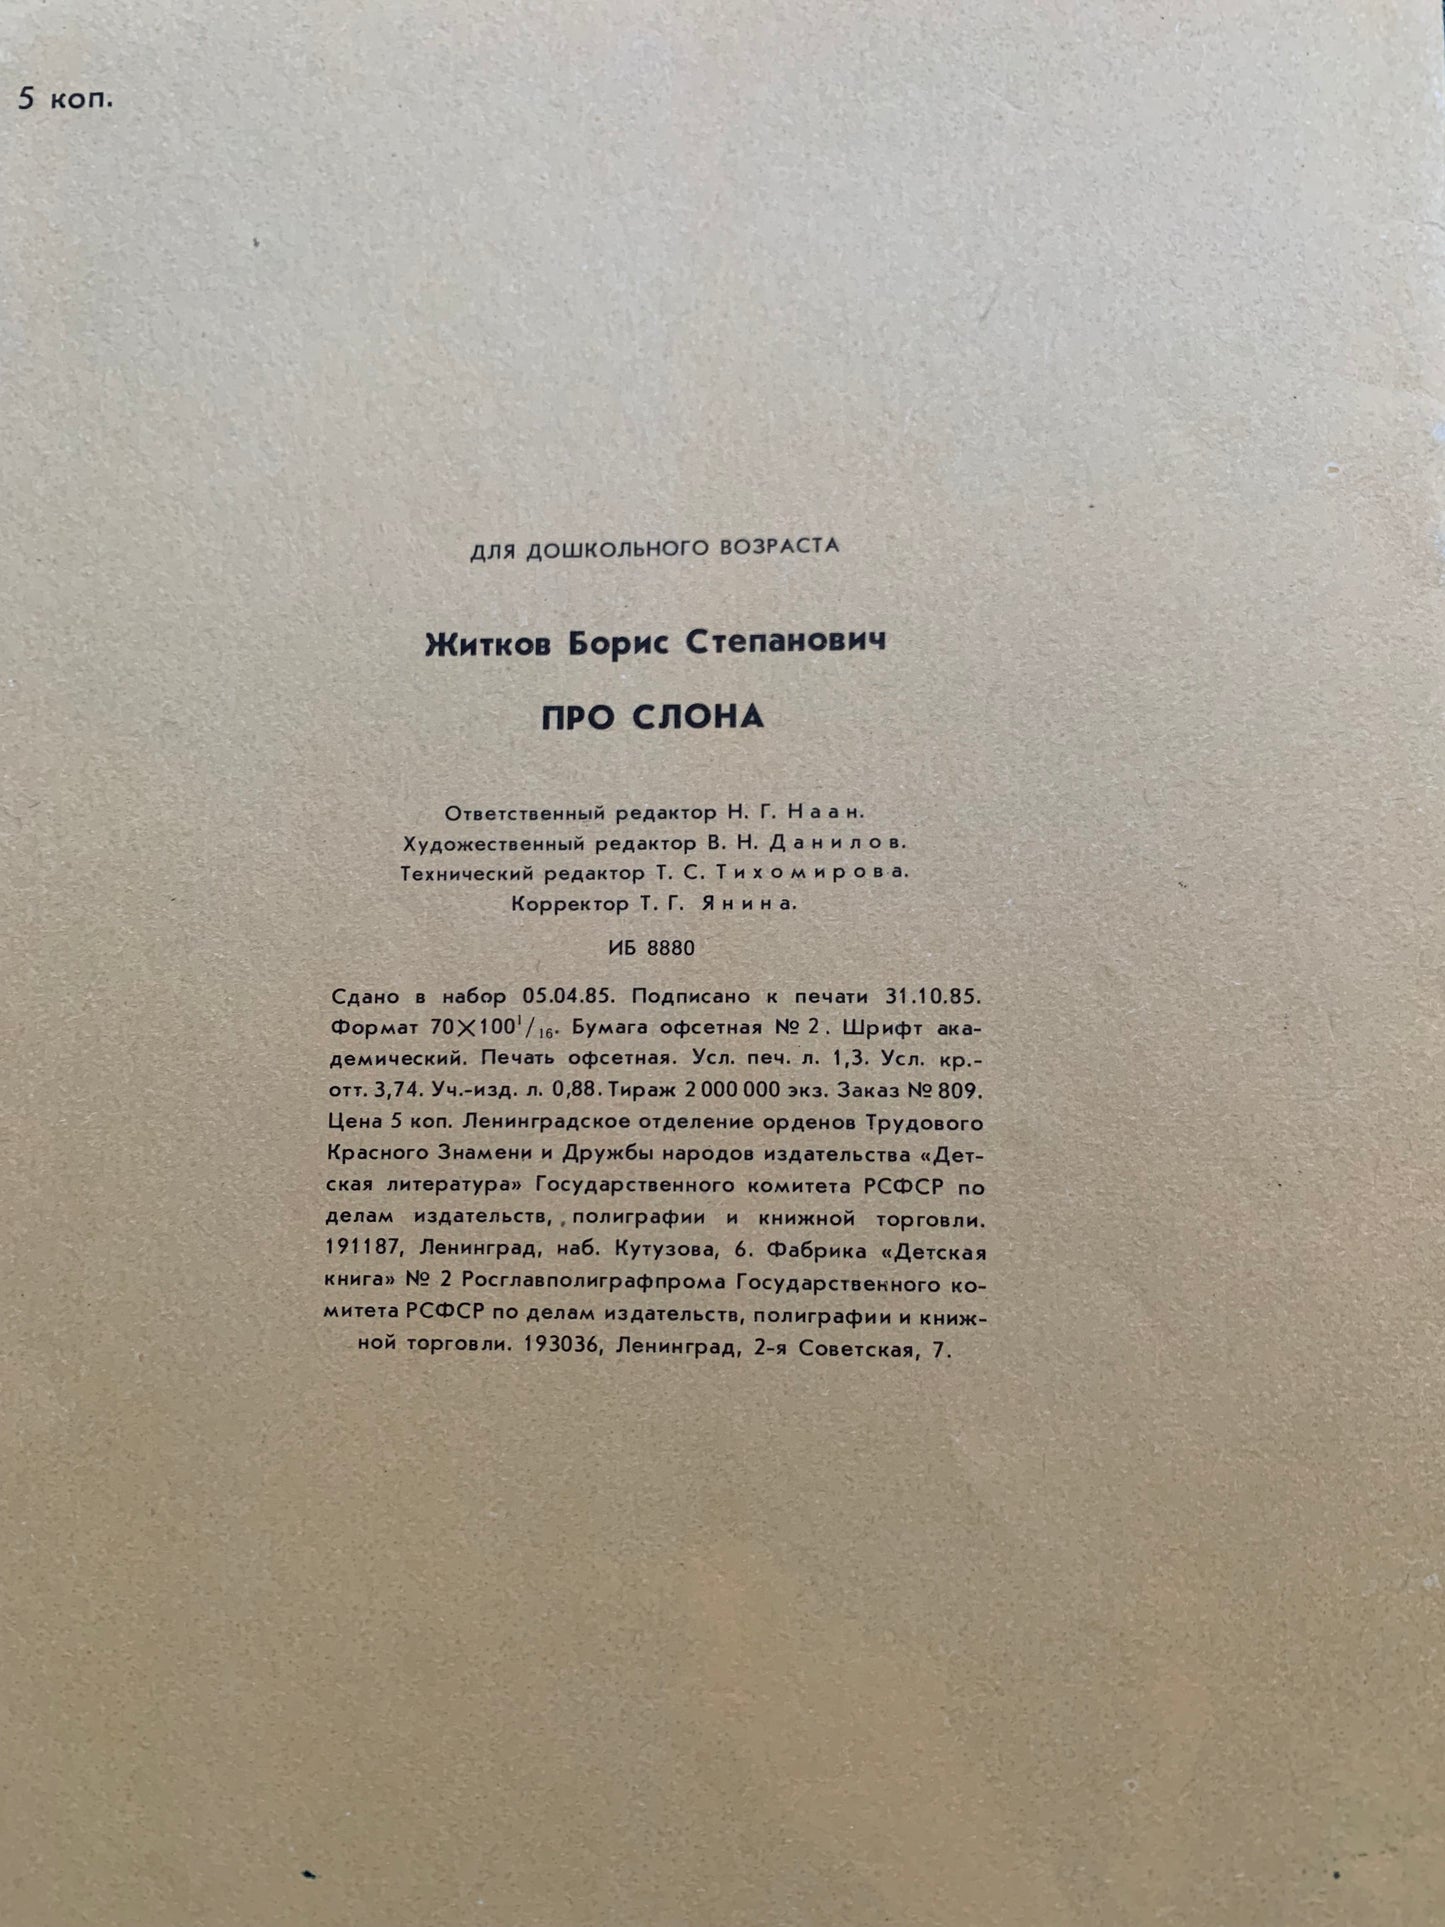 5 коп.
ДЛЯ ДОШКОЛЬНОГО ВОЗРАСТА
Житков Борис Степанович
ПРО СЛОНА
Ответственный редактор Н. Г. Наан.
Художественный редактор В. Н. Данилов.
Технический редактор Т. С. Тихомирова.
Корректор Т. Г. Янина.
ИБ 8880
Сдано в набор 05.04.85. Подписано к печати 31.10.85.
Формат 70×100¹/₁₆. Бумага офсетная № 2. Шрифт ака-
демический. Печать офсетная. Усл. печ. л. 1,3. Усл. кр.-
отт. 3,74. Уч.-изд. л. 0,88. Тираж 2 000 000 экз. Заказ № 809.
Цена 5 коп. Ленинградское отделение орденов Трудового
Красного Знамени и Дружбы народов издательства «Дет-
ская литература» Государственного комитета РСФСР по
делам издательств, полиграфии и книжной торговли.
191187, Ленинград, наб. Кутузова, 6. Фабрика «Детская
книга» № 2 Росглавполиграфпрома Государственного ко-
митета РСФСР по делам издательств, полиграфии и книж-
ной торговли. 193036, Ленинград, 2-я Советская, 7.